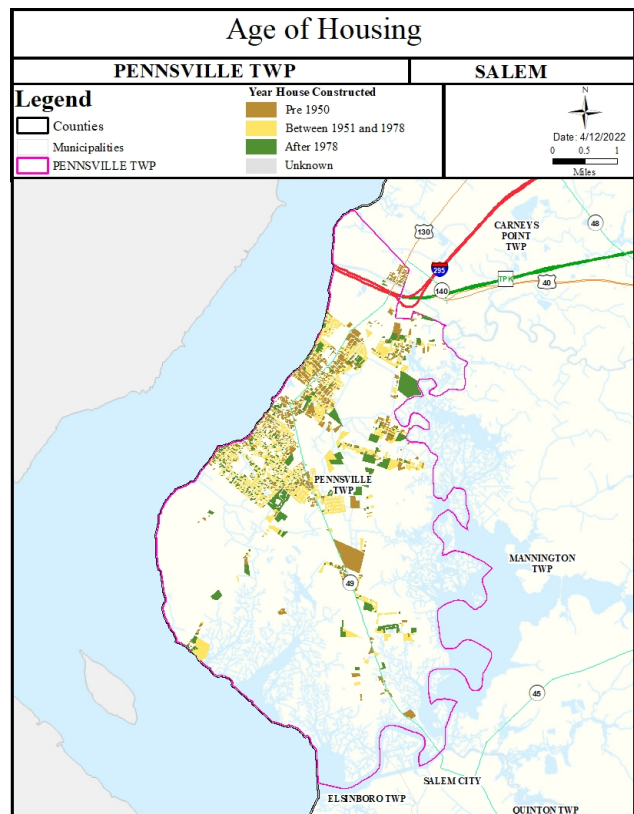 Age of Housing
PENNSVILLE TWP
SALEM
Legend
Counties
Municipalities
PENNSVILLE TWP
Year House Constructed
Pre 1950
Between 1951 and 1978
After 1978
Unknown
N
Date: 4/12/2022
0 0.5 1
Miles
130
CARNEYS
POINT
TWP
48
295
140
TPK
40
PENNSVILLE
TWP
MANNINGTON
TWP
49
45
SALEM CITY
ELSINBORO TWP
QUINTON TWP